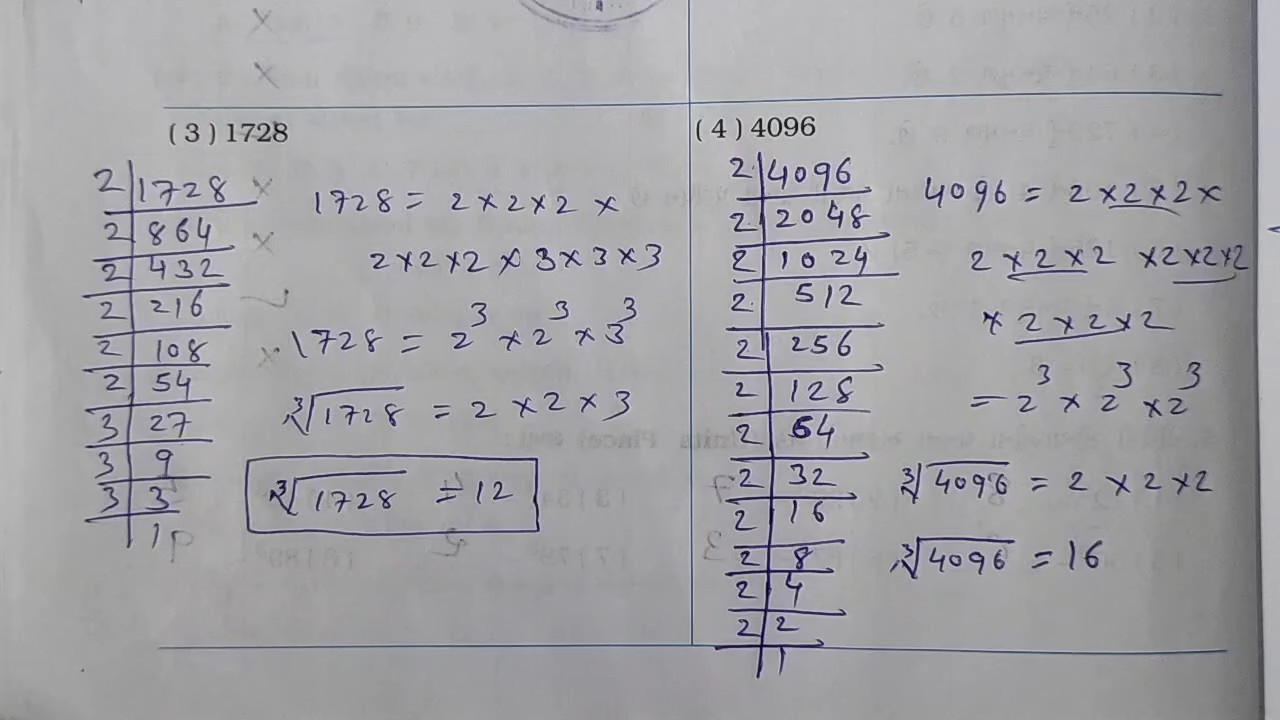 (3) 1728
2 | 1728
2 | 864
2 | 432
2 | 216
2 | 108
2 | 54
3 | 27
3 | 9
3 | 3
1
1728 = 2 × 2 × 2 ×
2 × 2 × 2 × 3 × 3 × 3
1728 = 2³ × 2³ × 3³
∛1728 = 2 × 2 × 3
∛1728 = 12
(4) 4096
2 | 4096
2 | 2048
2 | 1024
2 | 512
2 | 256
2 | 128
2 | 64
2 | 32
2 | 16
2 | 8
2 | 4
2 | 2
1
4096 = 2 × 2 × 2 ×
2 × 2 × 2 × 2 × 2 × 2
× 2 × 2 × 2
= 2³ × 2³ × 2³
∛4096 = 2 × 2 × 2
∛4096 = 16